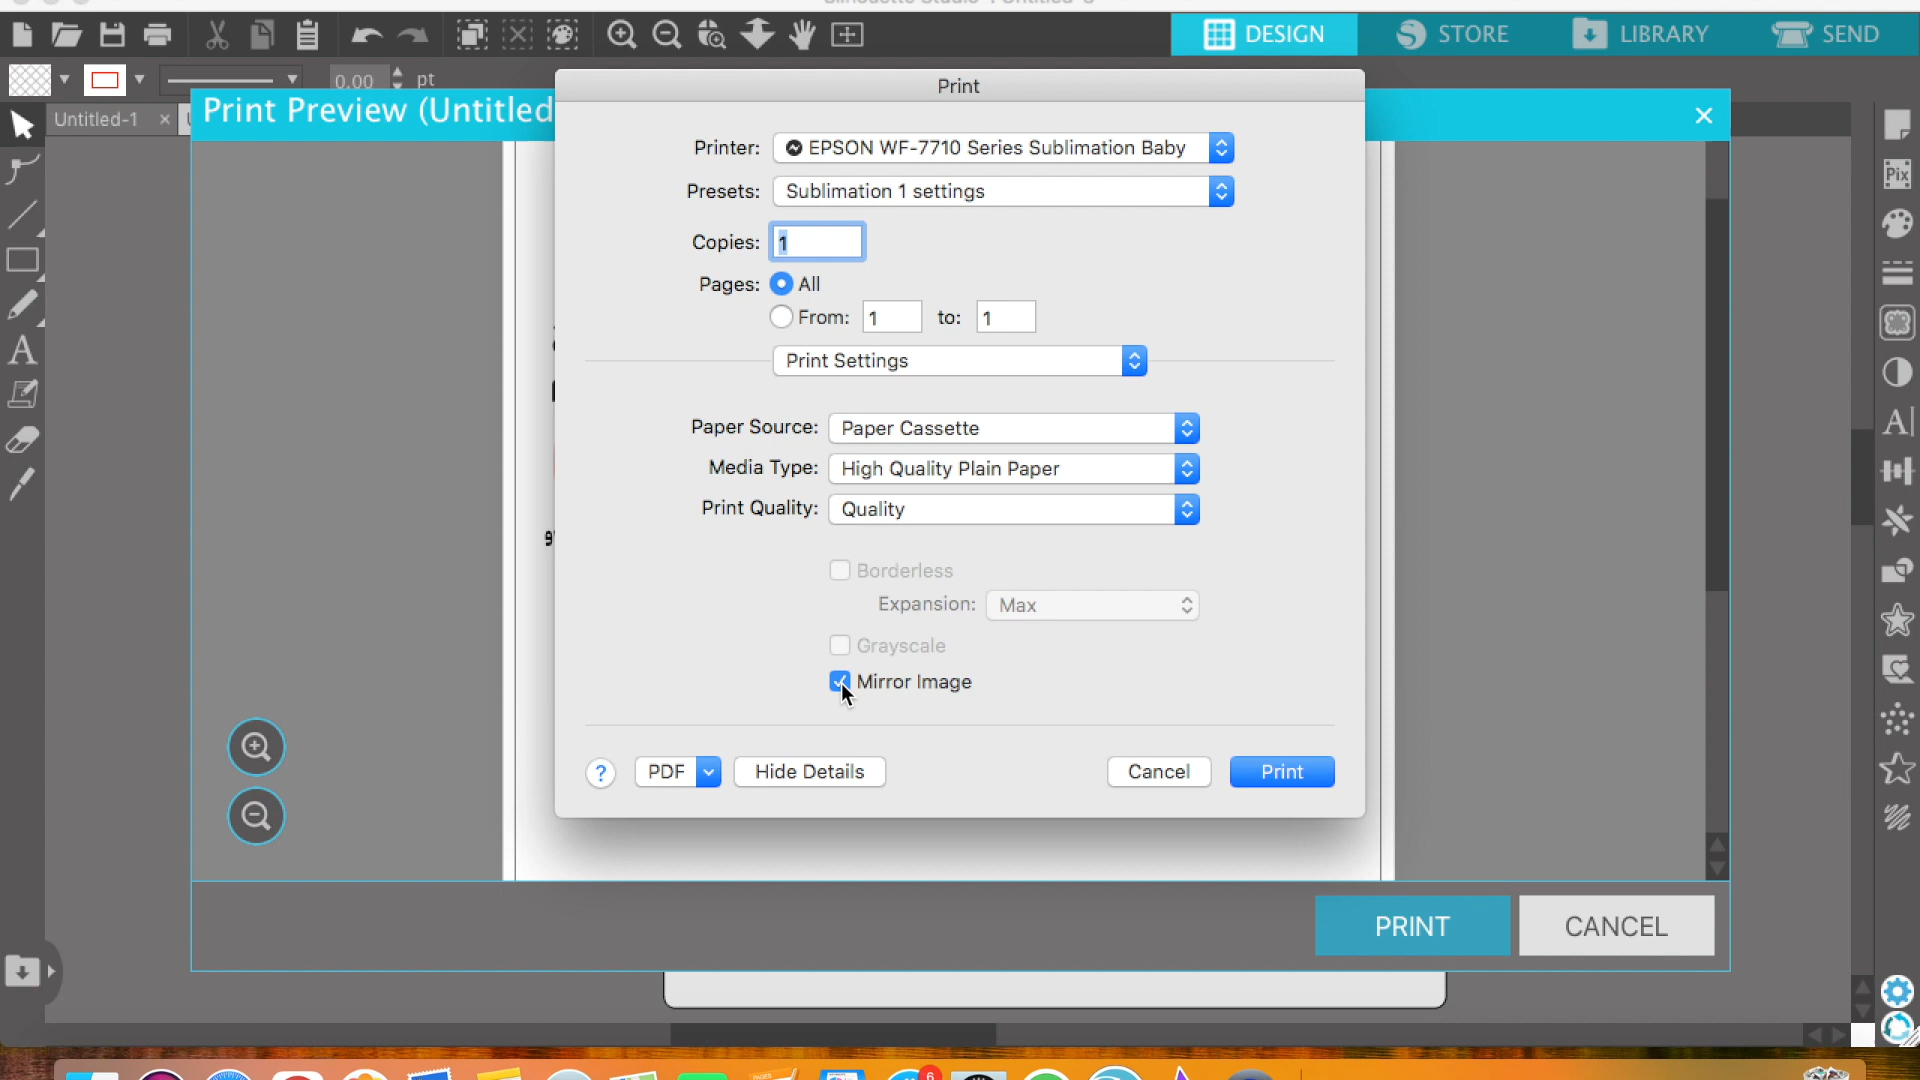 DESIGN STORE LIBRARY SEND
0.00 pt
Print
Untitled-1
Print Preview (Untitled
Printer: EPSON WF-7710 Series Sublimation Baby
Presets: Sublimation 1 settings
Copies: 1
Pages: All
From: 1 to: 1
Print Settings
Paper Source: Paper Cassette
Media Type: High Quality Plain Paper
Print Quality: Quality
Borderless
Expansion: Max
Grayscale
Mirror Image
? PDF Hide Details Cancel Print
PRINT CANCEL
Pix
A
A
6